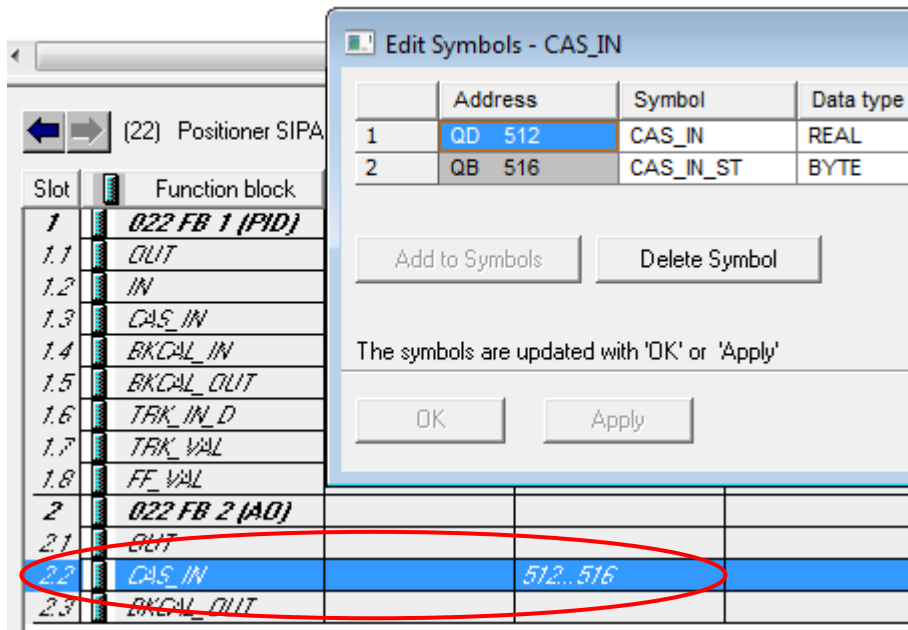 Edit Symbols - CAS_IN
Address Symbol Data type
1 QD 512 CAS_IN REAL
2 QB 516 CAS_IN_ST BYTE
Add to Symbols Delete Symbol
The symbols are updated with 'OK' or 'Apply'
OK Apply
(22) Positioner SIPA
Slot Function block
1 022 FB 1 (PID)
1.1 OUT
1.2 IN
1.3 CAS_IN
1.4 BKCAL_IN
1.5 BKCAL_OUT
1.6 TRK_IN_D
1.7 TRK_VAL
1.8 FF_VAL
2 022 FB 2 (AO)
2.1 OUT
2.2 CAS_IN 512..516
2.3 BKCAL_OUT